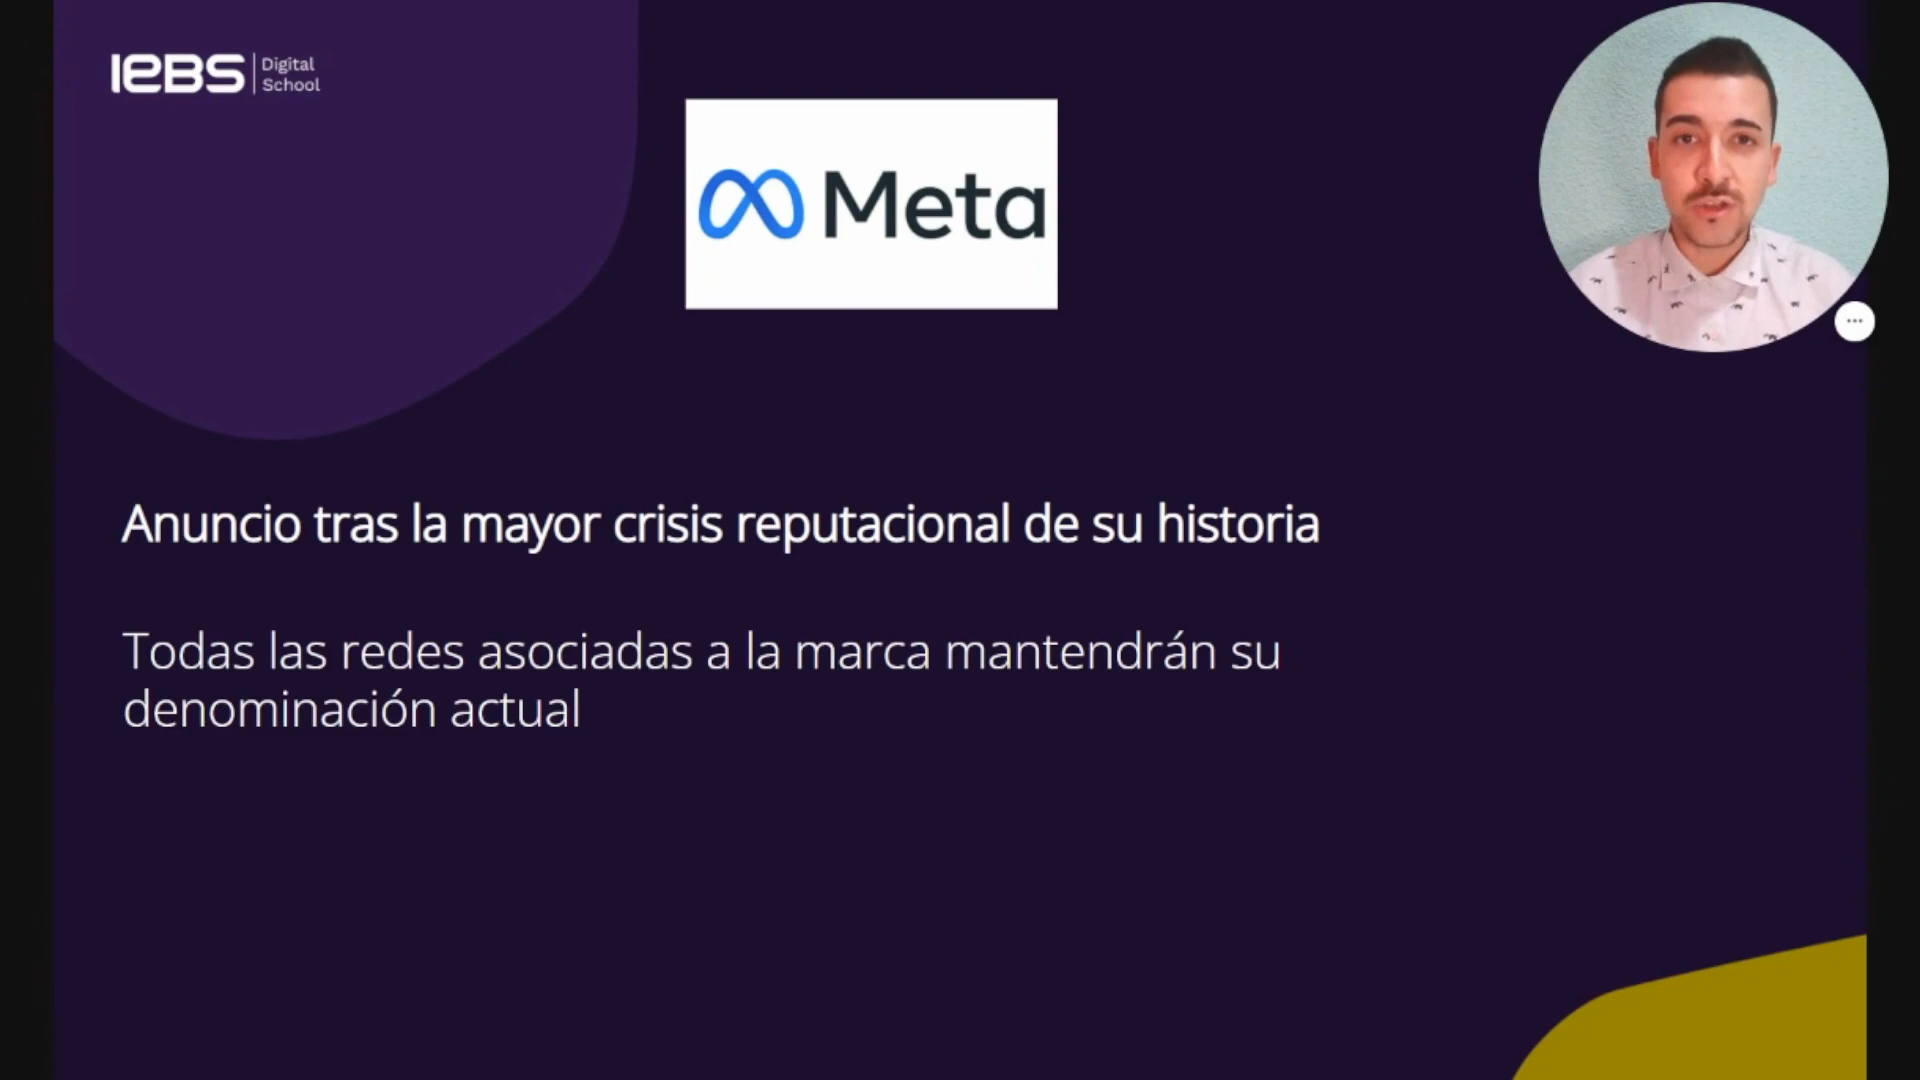 IEBS Digital
School
Meta
Anuncio tras la mayor crisis reputacional de su historia
Todas las redes asociadas a la marca mantendrán su
denominación actual